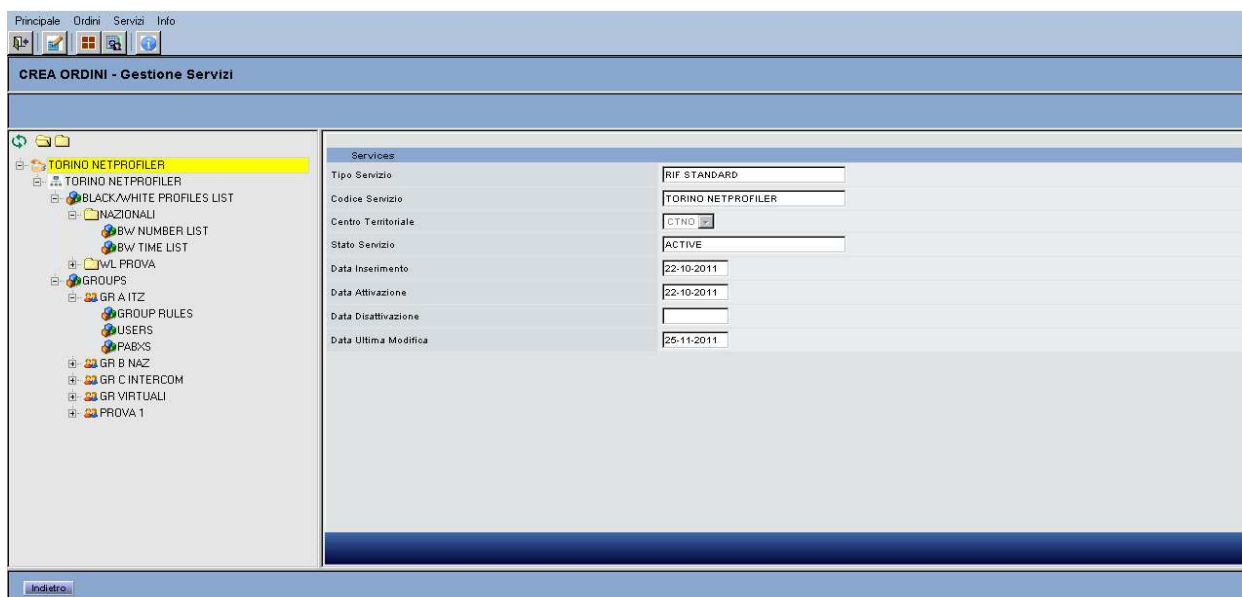 Principale Ordini Servizi Info
CREA ORDINI - Gestione Servizi
TORINO NETPROFILER
TORINO NETPROFILER
BLACK/WHITE PROFILES LIST
NAZIONALI
BW NUMBER LIST
BW TIME LIST
WL PROVA
GROUPS
GR A ITZ
GROUP RULES
USERS
PABXS
GR B NAZ
GR C INTERCOM
GR VIRTUALI
PROVA 1
Services
Tipo Servizio RIF STANDARD
Codice Servizio TORINO NETPROFILER
Centro Territoriale CTNO
Stato Servizio ACTIVE
Data Inserimento 22-10-2011
Data Attivazione 22-10-2011
Data Disattivazione
Data Ultima Modifica 25-11-2011
Indietro